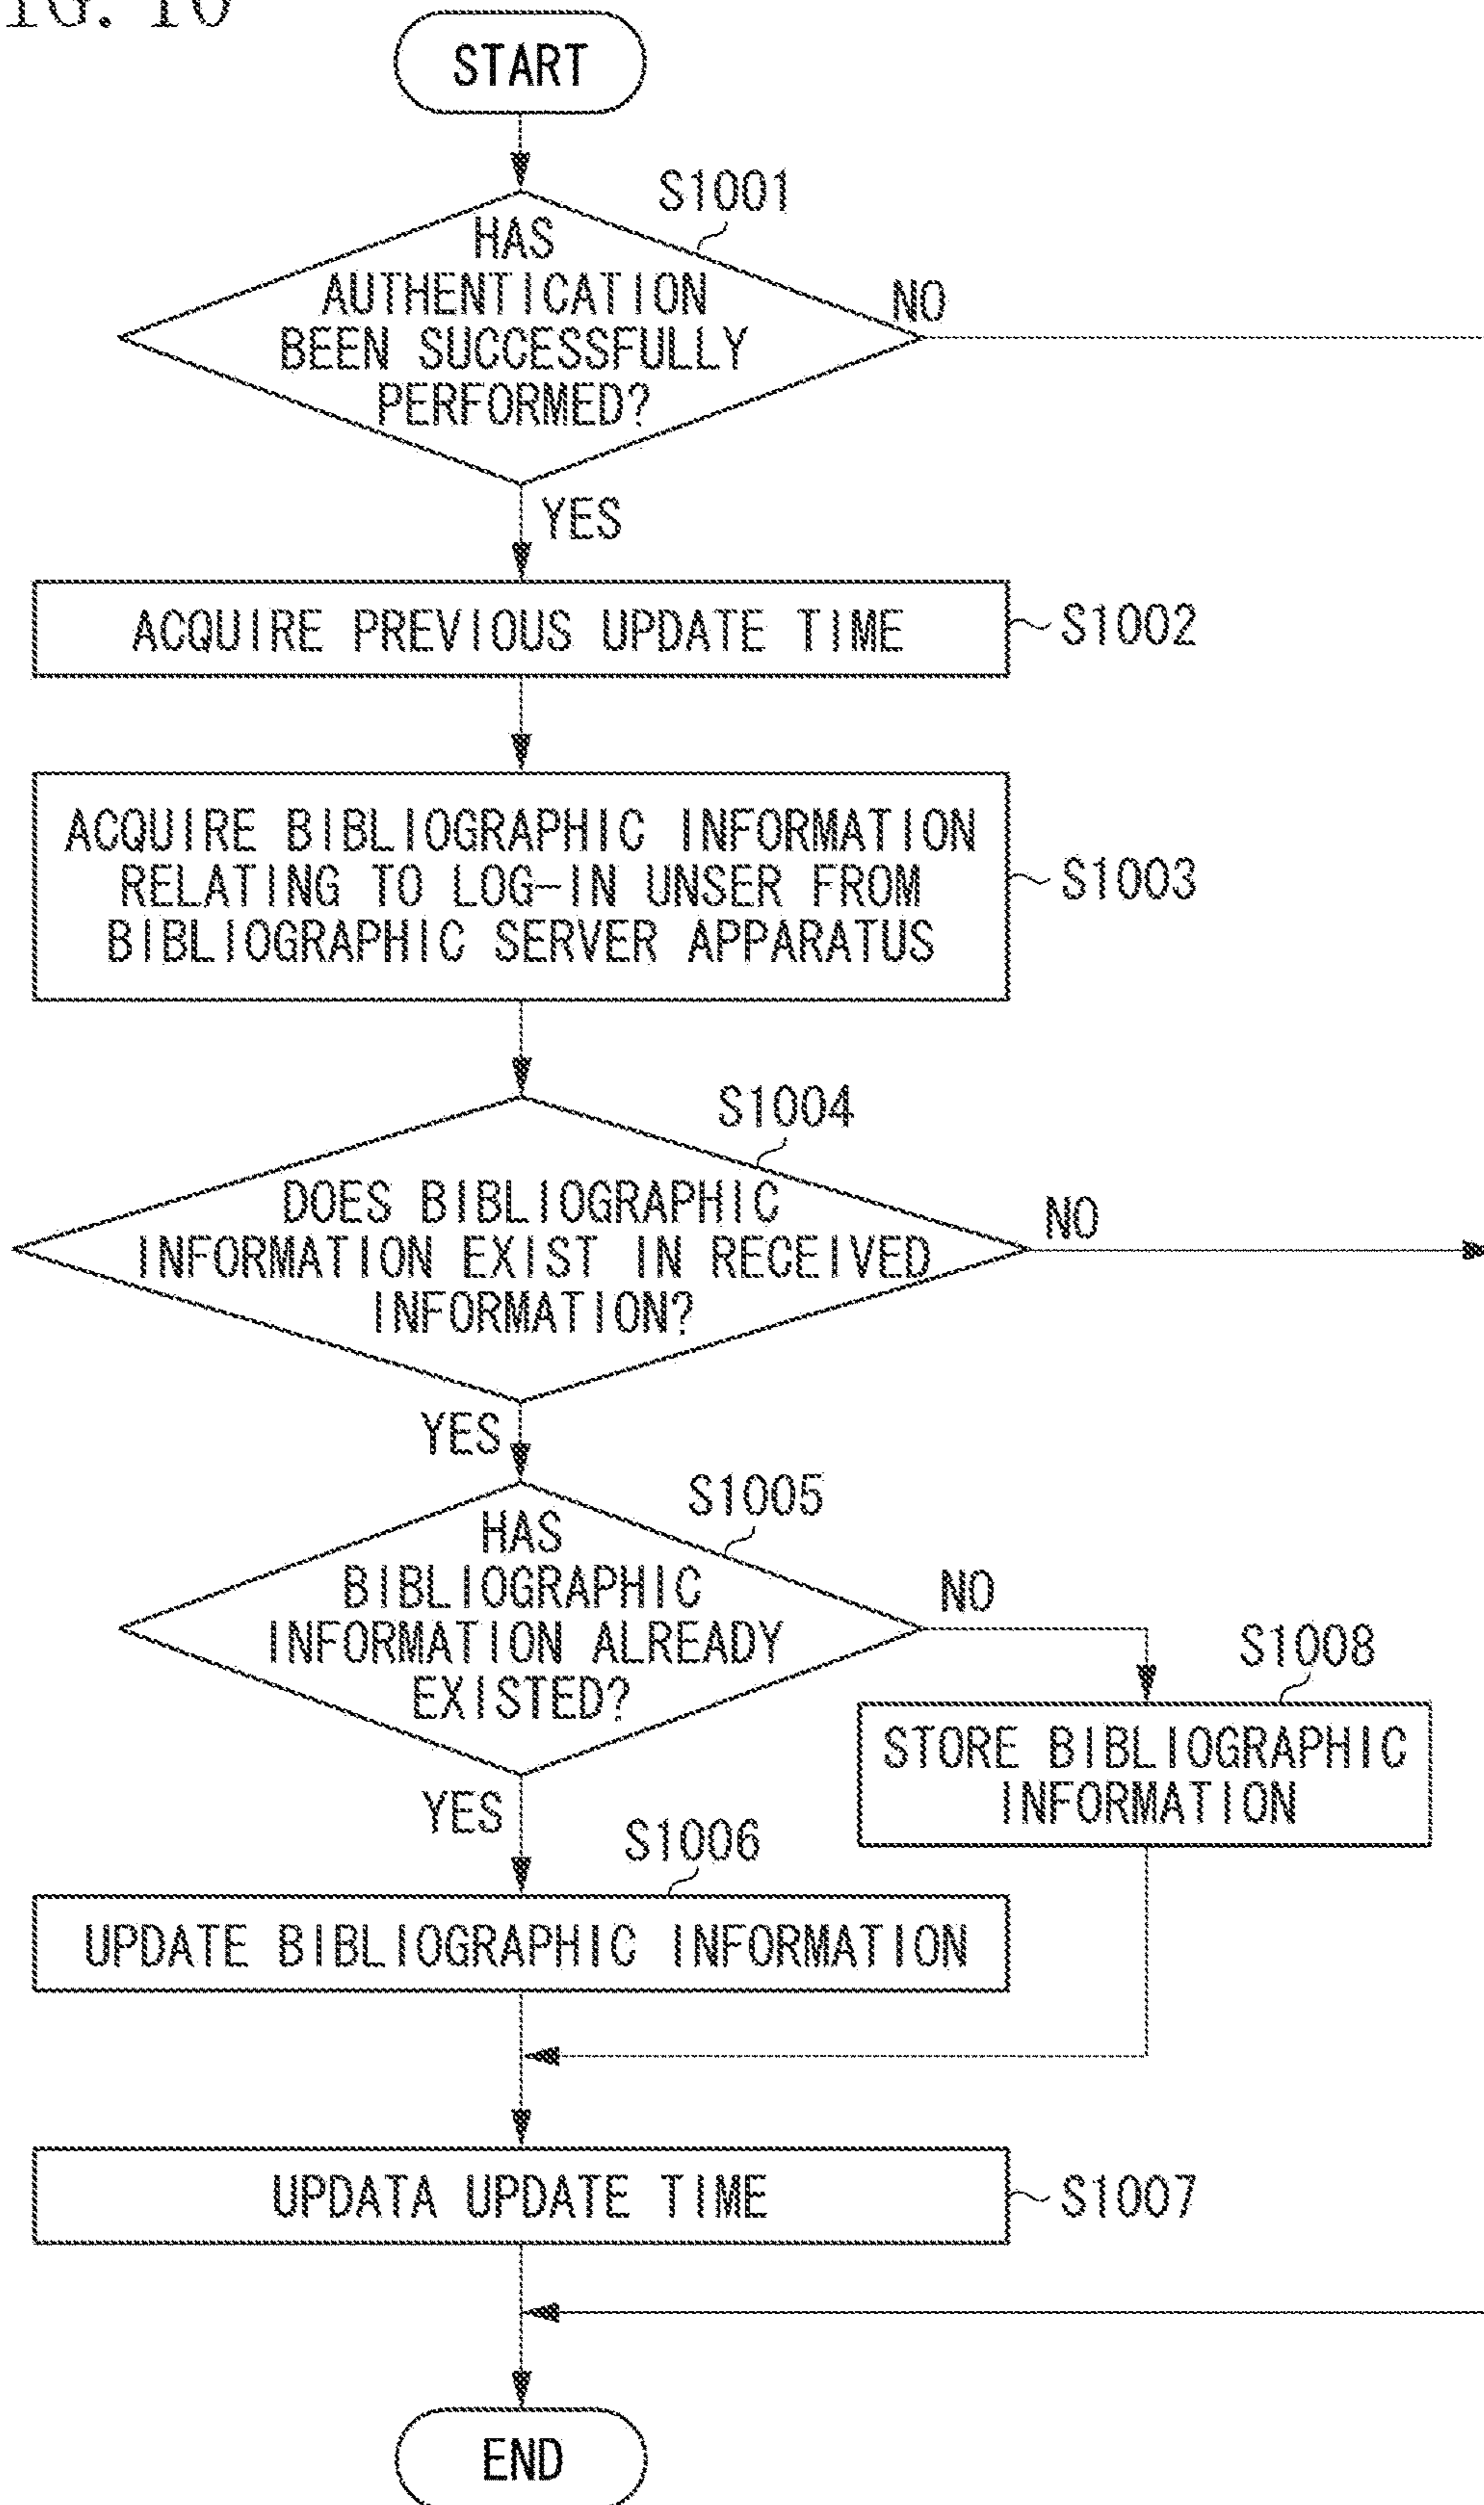 FIG. 10
START
S1001
HAS
AUTHENTICATION
BEEN SUCCESSFULLY
PERFORMED?
NO
YES
ACQUIRE PREVIOUS UPDATE TIME
S1002
ACQUIRE BIBLIOGRAPHIC INFORMATION
RELATING TO LOG-IN UNSER FROM
BIBLIOGRAPHIC SERVER APPARATUS
S1003
S1004
DOES BIBLIOGRAPHIC
INFORMATION EXIST IN RECEIVED
INFORMATION?
NO
YES
S1005
HAS
BIBLIOGRAPHIC
INFORMATION ALREADY
EXISTED?
NO
S1008
STORE BIBLIOGRAPHIC
INFORMATION
YES
S1006
UPDATE BIBLIOGRAPHIC INFORMATION
UPDATA UPDATE TIME
S1007
END